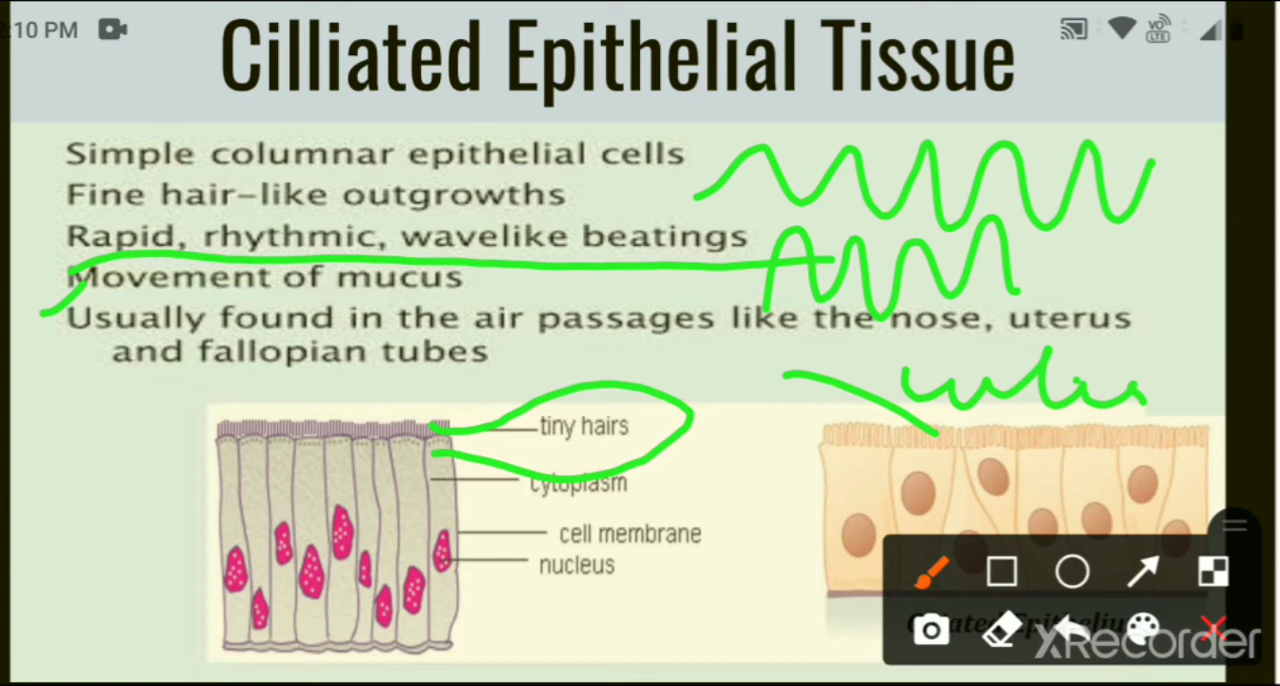 :10 PM
VO
LTE
Cilliated Epithelial Tissue
Simple columnar epithelial cells
Fine hair-like outgrowths
Rapid, rhythmic, wavelike beatings
Movement of mucus
Usually found in the air passages like the nose, uterus
and fallopian tubes
tiny hairs
cytoplasm
cell membrane
nucleus
XRecorder